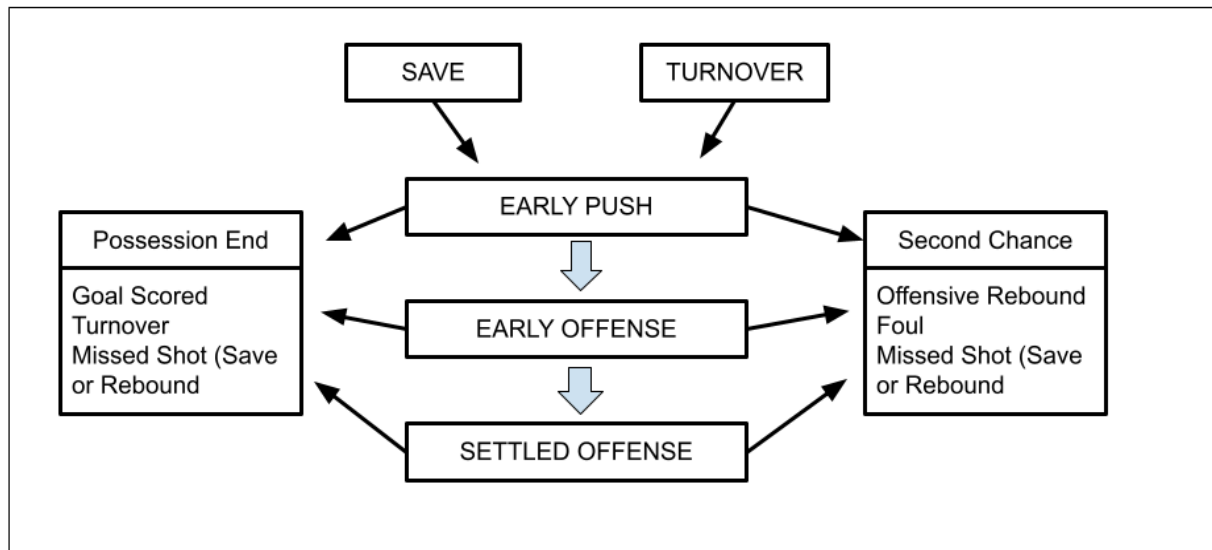 SAVE
TURNOVER
EARLY PUSH
Possession End
Second Chance
Goal Scored
Turnover
Missed Shot (Save
or Rebound
Offensive Rebound
Foul
Missed Shot (Save
or Rebound
EARLY OFFENSE
SETTLED OFFENSE